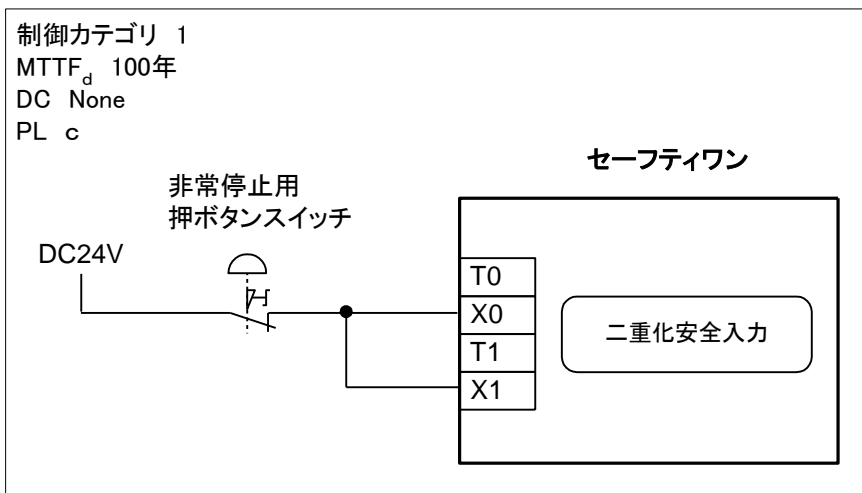 制御カテゴリ 1
MTTFd 100年
DC None
PL c
セーフティワン
非常停止用
押ボタンスイッチ
DC24V
T0
X0
T1
X1
二重化安全入力